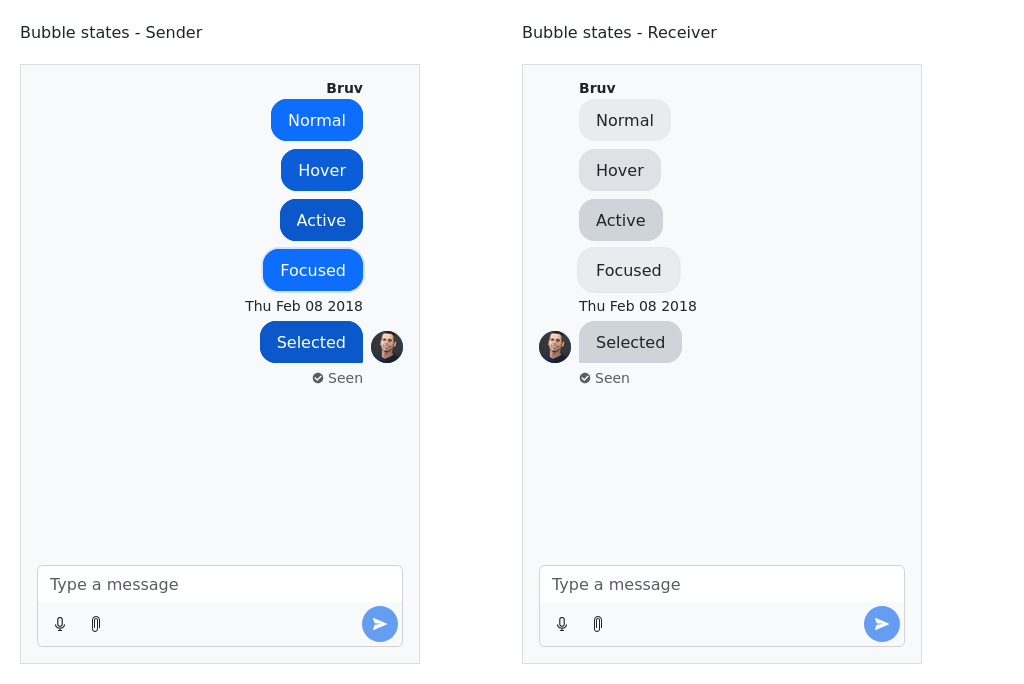 Bubble states - Sender
Bruv
Normal
Hover
Active
Focused
Thu Feb 08 2018
Selected
Seen
Type a message
Bubble states - Receiver
Bruv
Normal
Hover
Active
Focused
Thu Feb 08 2018
Selected
Seen
Type a message